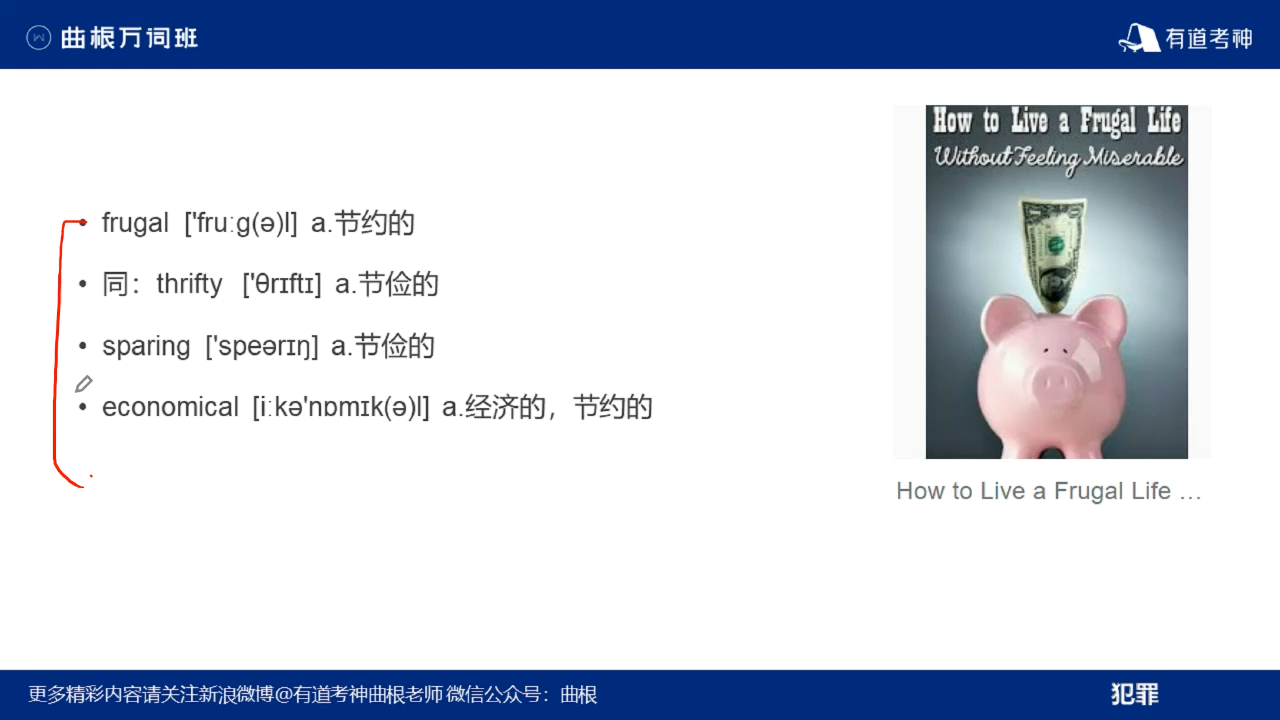 曲根万词班
有道考神
How to Live a Frugal Life
Without Feeling Miserable
• frugal ['fruːg(ə)l] a.节约的
• 同：thrifty ['θrɪftɪ] a.节俭的
• sparing ['speərɪŋ] a.节俭的
• economical [iːkə'nɒmɪk(ə)l] a.经济的，节约的
How to Live a Frugal Life …
更多精彩内容请关注新浪微博@有道考神曲根老师 微信公众号：曲根
犯罪